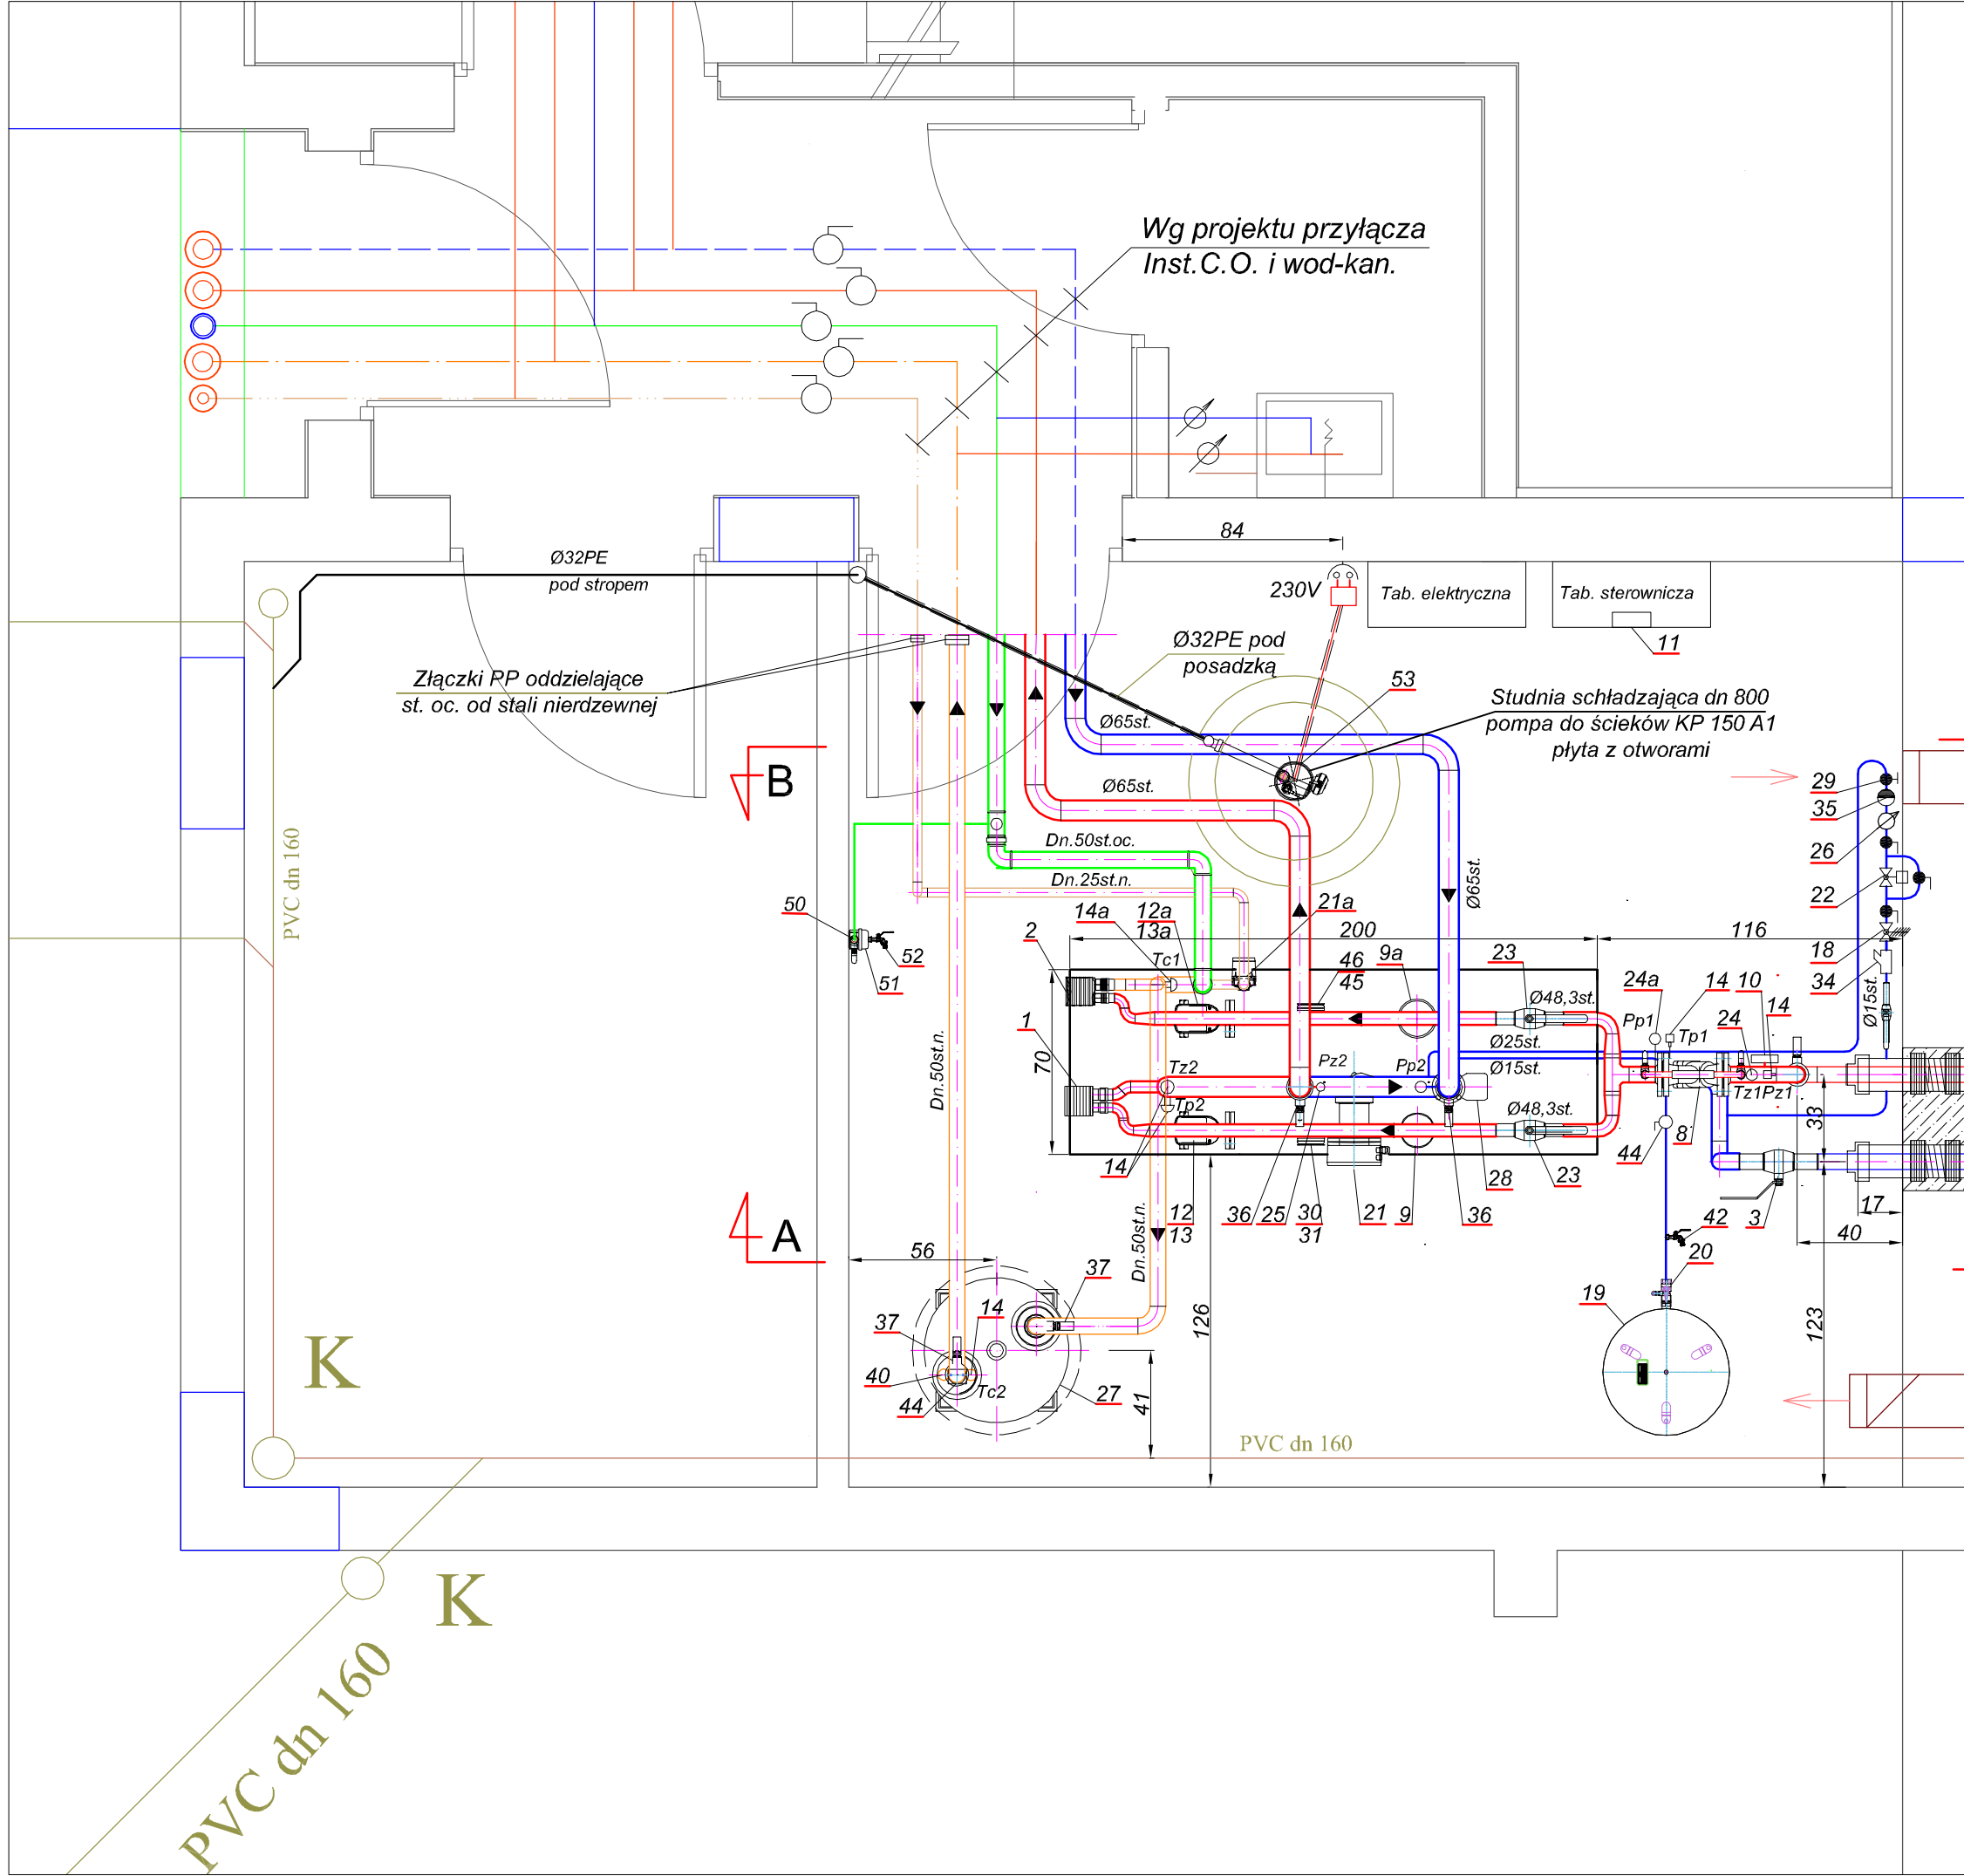 Wg projektu przyłącza
Inst.C.O. i wod-kan.
84
Ø32PE
pod stropem
230V
Tab. elektryczna
Tab. sterownicza
11
Ø32PE pod
posadzką
Złączki PP oddzielające
st. oc. od stali nierdzewnej
53
Studnia schładzająca dn 800
pompa do ścieków KP 150 A1
płyta z otworami
Ø65st.
B
Ø65st.
29
35
Dn.50st.oc.
26
PVC dn 160
Dn.25st.n.
Ø65st.
22
50
14a
12a
13a
21a
2
200
116
52
51
Tc1
46
45
9a
23
18
24a
14
10
14
34
Ø48,3st.
Ø15st.
1
Pp1
Tp1
24
70
Ø25st.
Tz2
Pz2
Pp2
Ø15st.
Tz1
Pz1
Dn.50st.n.
Tp2
Ø48,3st.
33
44
8
14
28
23
17
12
13
36
25
30
31
21
9
36
3
42
40
A
56
Dn.50st.n.
20
37
19
14
37
126
123
40
Tc2
44
27
41
K
PVC dn 160
K
PVC dn 160